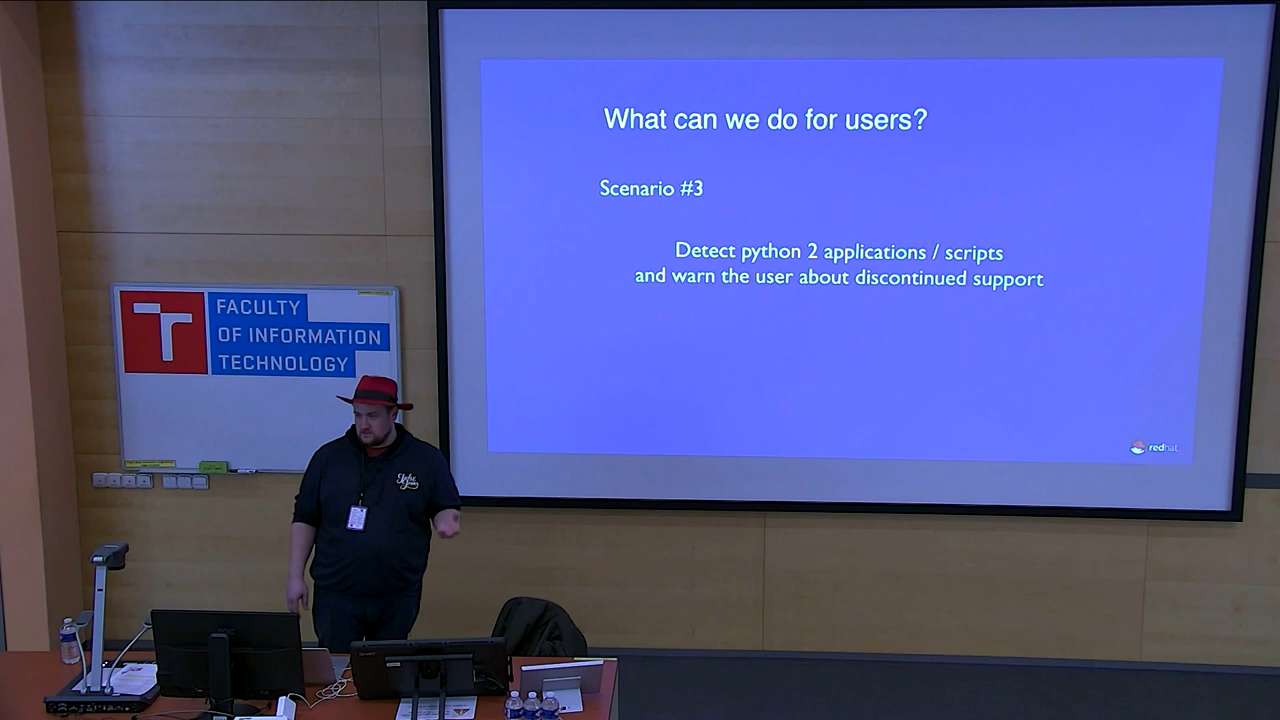 What can we do for users?
Scenario #3
Detect python 2 applications / scripts
and warn the user about discontinued support
redhat
FACULTY
OF INFORMATION
TECHNOLOGY